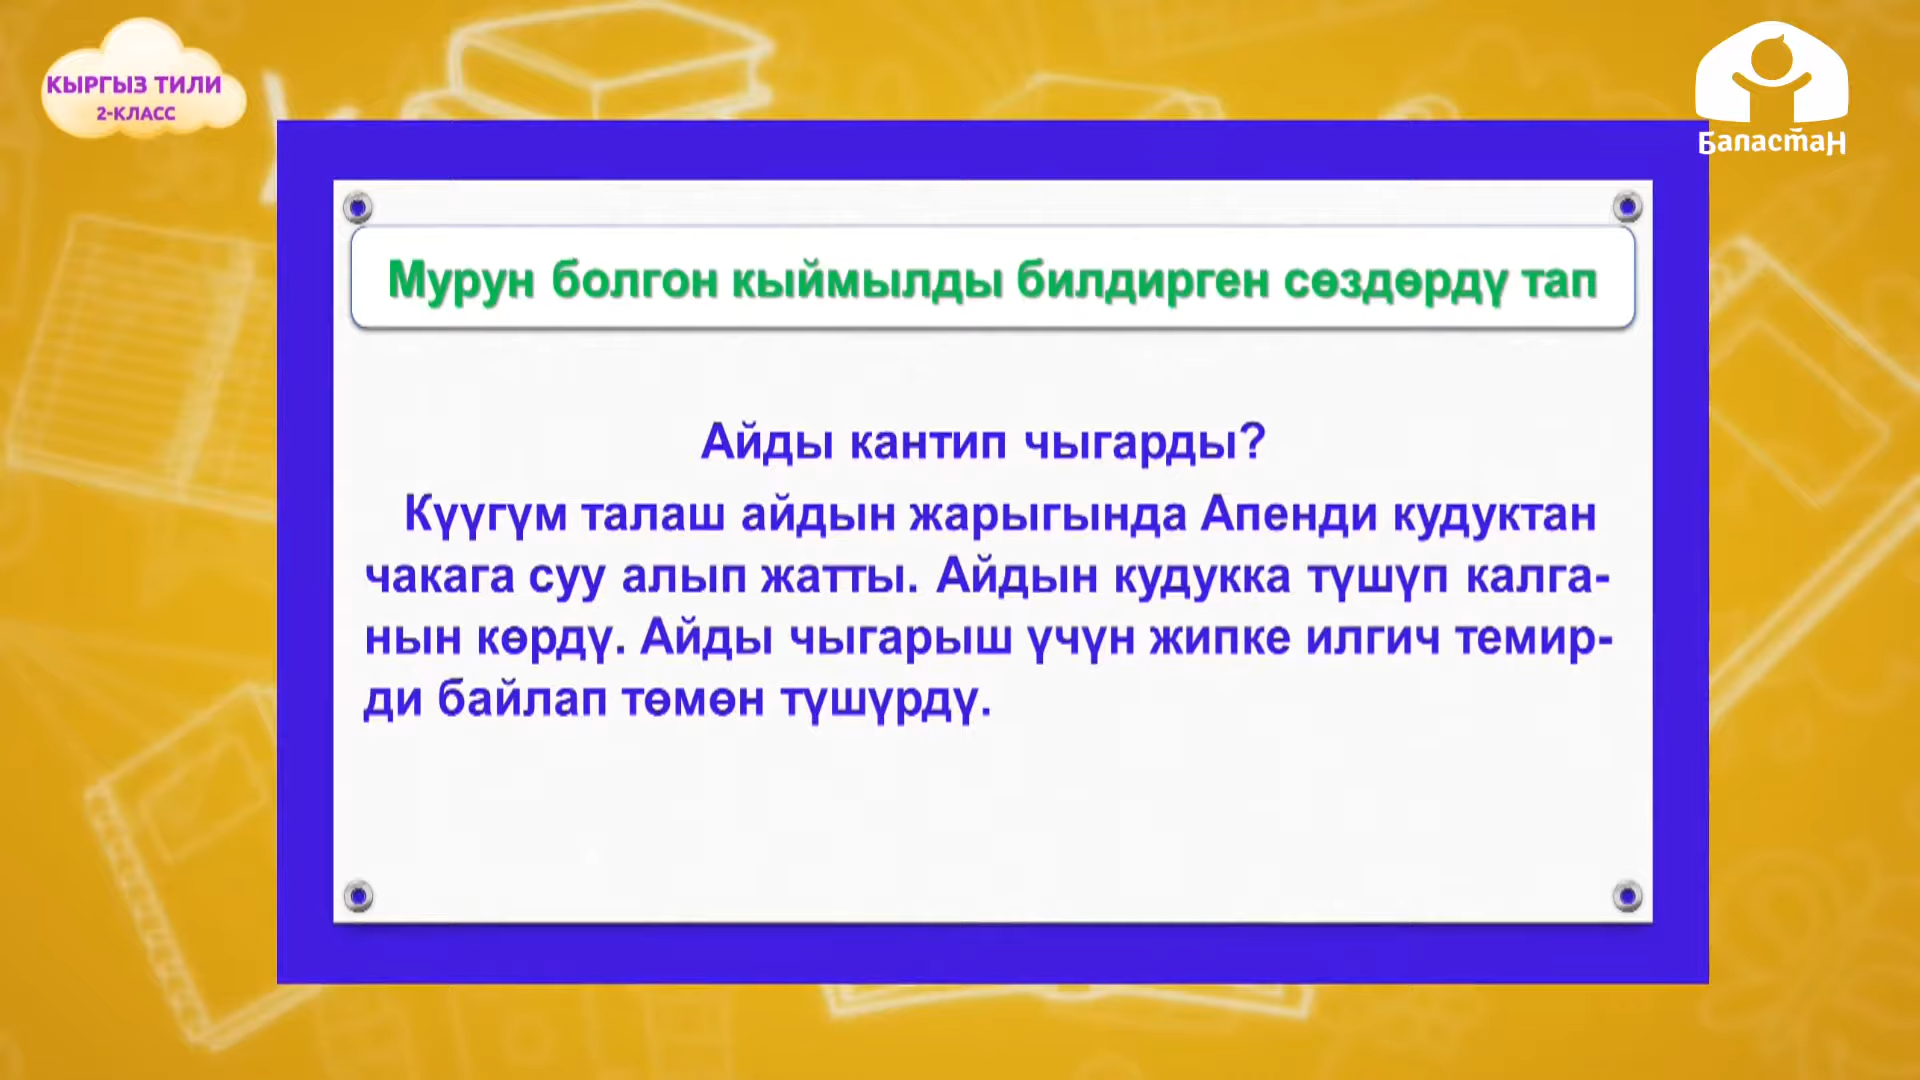 КЫРГЫЗ ТИЛИ
2-КЛАСС
Баластан
Мурун болгон кыймылды билдирген сөздөрдү тап
Айды кантип чыгарды?
Күүгүм талаш айдын жарыгында Апенди кудуктан
чакага суу алып жатты. Айдын кудукка түшүп калга-
нын көрдү. Айды чыгарыш үчүн жипке илгич темир-
ди байлап төмөн түшүрдү.